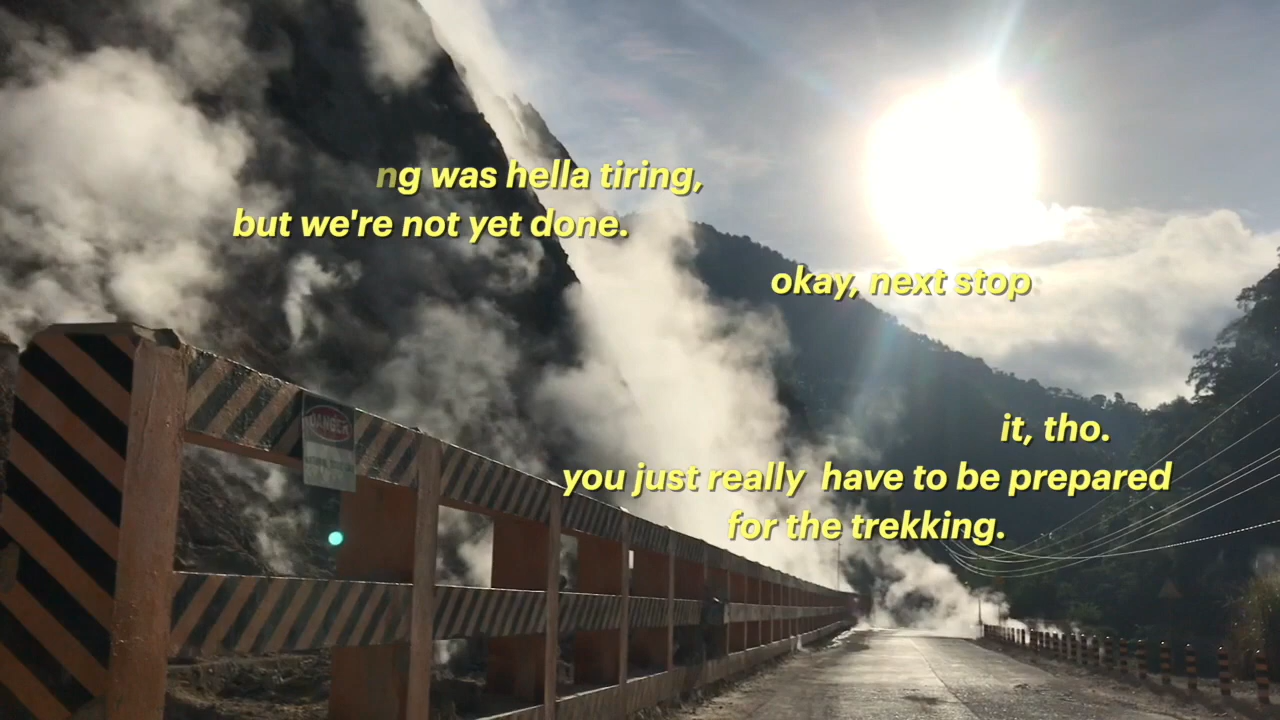 ng was hella tiring,
but we're not yet done.
okay, next stop
it, tho.
you just really have to be prepared
for the trekking.
DANGER